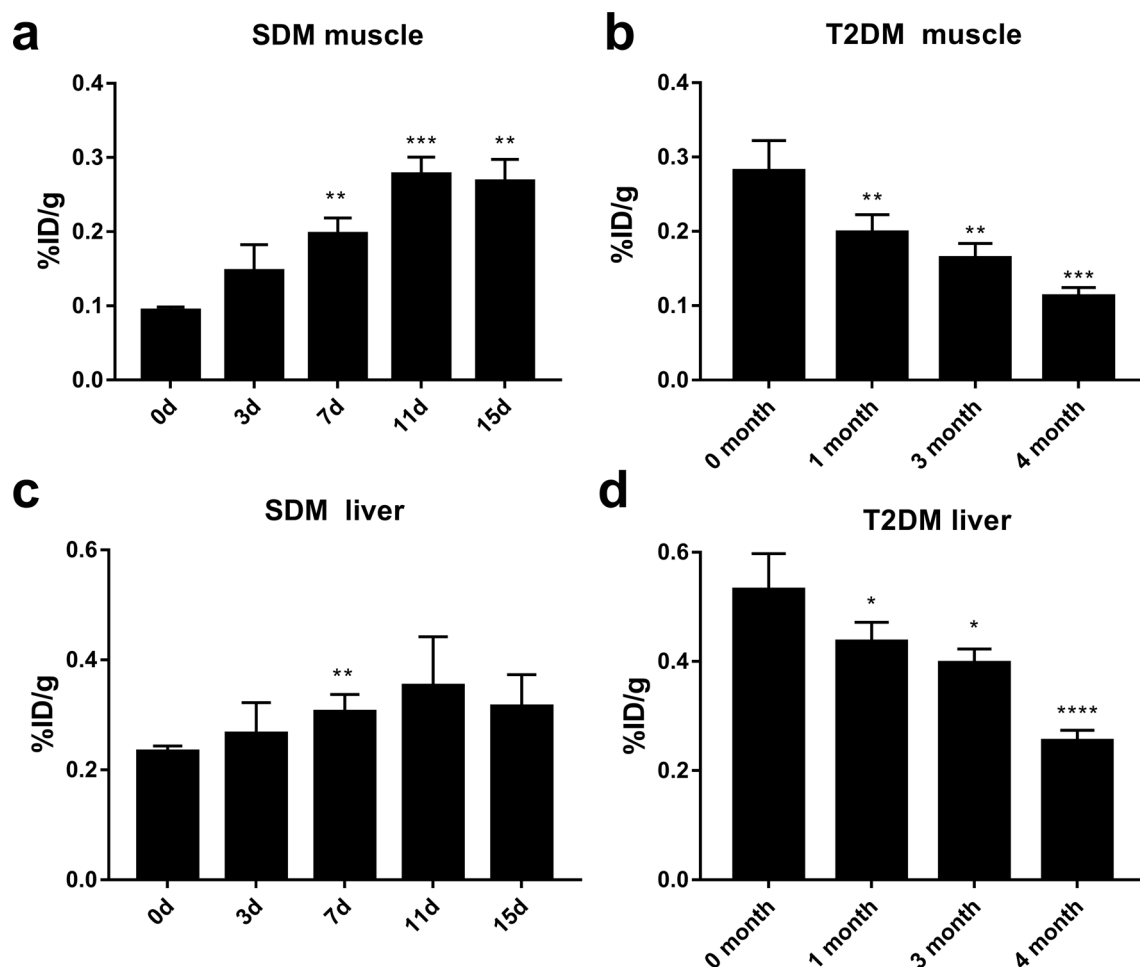 a
SDM muscle
%ID/g
0.4
0.3
0.2
0.1
0.0
**
***
**
0d
3d
7d
11d
15d
b
T2DM muscle
%ID/g
0.4
0.3
0.2
0.1
0.0
**
**
***
0 month
1 month
3 month
4 month
c
SDM liver
%ID/g
0.6
0.4
0.2
0.0
**
0d
3d
7d
11d
15d
d
T2DM liver
%ID/g
0.6
0.4
0.2
0.0
*
*
****
0 month
1 month
3 month
4 month